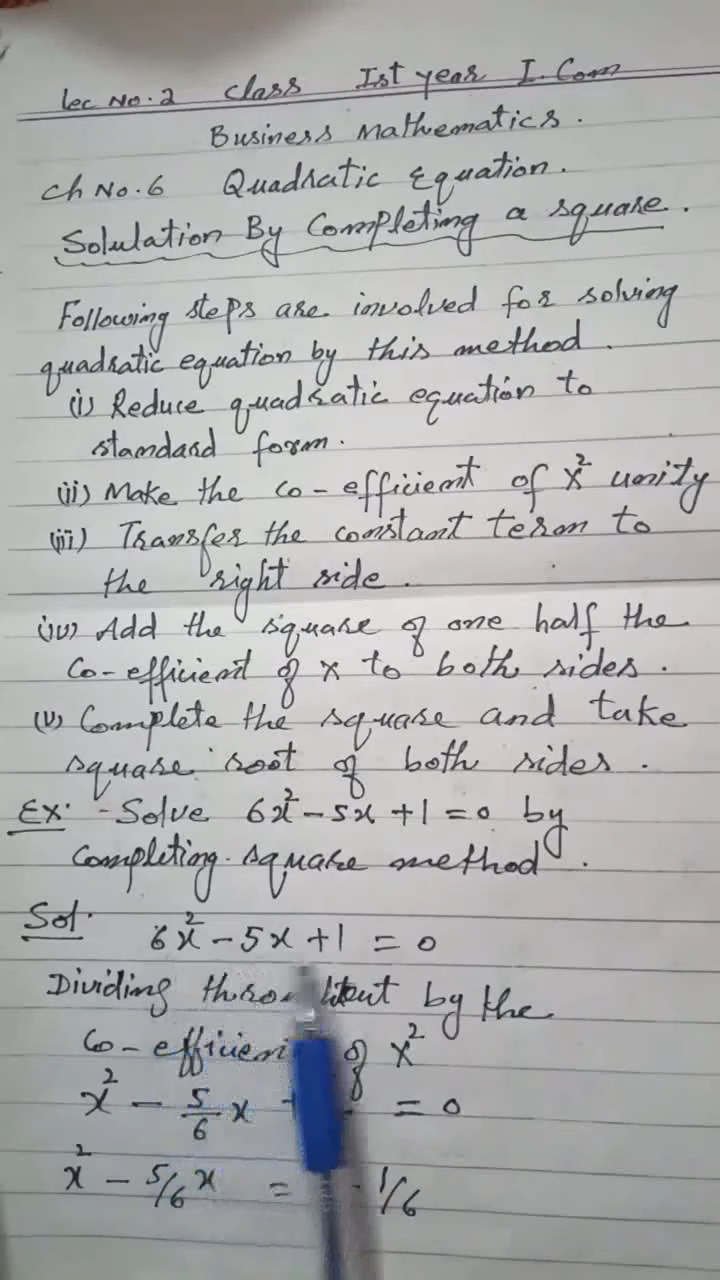 Lec No. 2 Class Ist year I. Com
Business Mathematics.
Ch No. 6 Quadratic Equation.
Solulation By Completing a square.
Following steps are involved for solving
quadratic equation by this method.
(i) Reduce quadratic equation to
standard form.
(ii) Make the co-efficient of x² unity
(iii) Transfer the constant term to
the right side.
(iv) Add the square of one half the
Co-efficient of x to both sides.
(v) Complete the square and take
square root of both sides.
Ex:- Solve 6x² - 5x + 1 = 0 by
Completing square method.
Sol. 6x² - 5x + 1 = 0
Dividing by the
of x²
x² - 5/6 x = 0
x² - 5/6 x = - 1/6